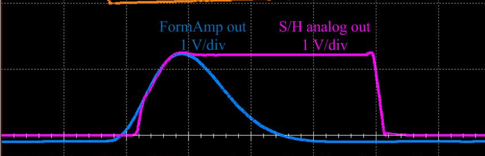 FormAmp out
1 V/div
S/H analog out
1 V/div